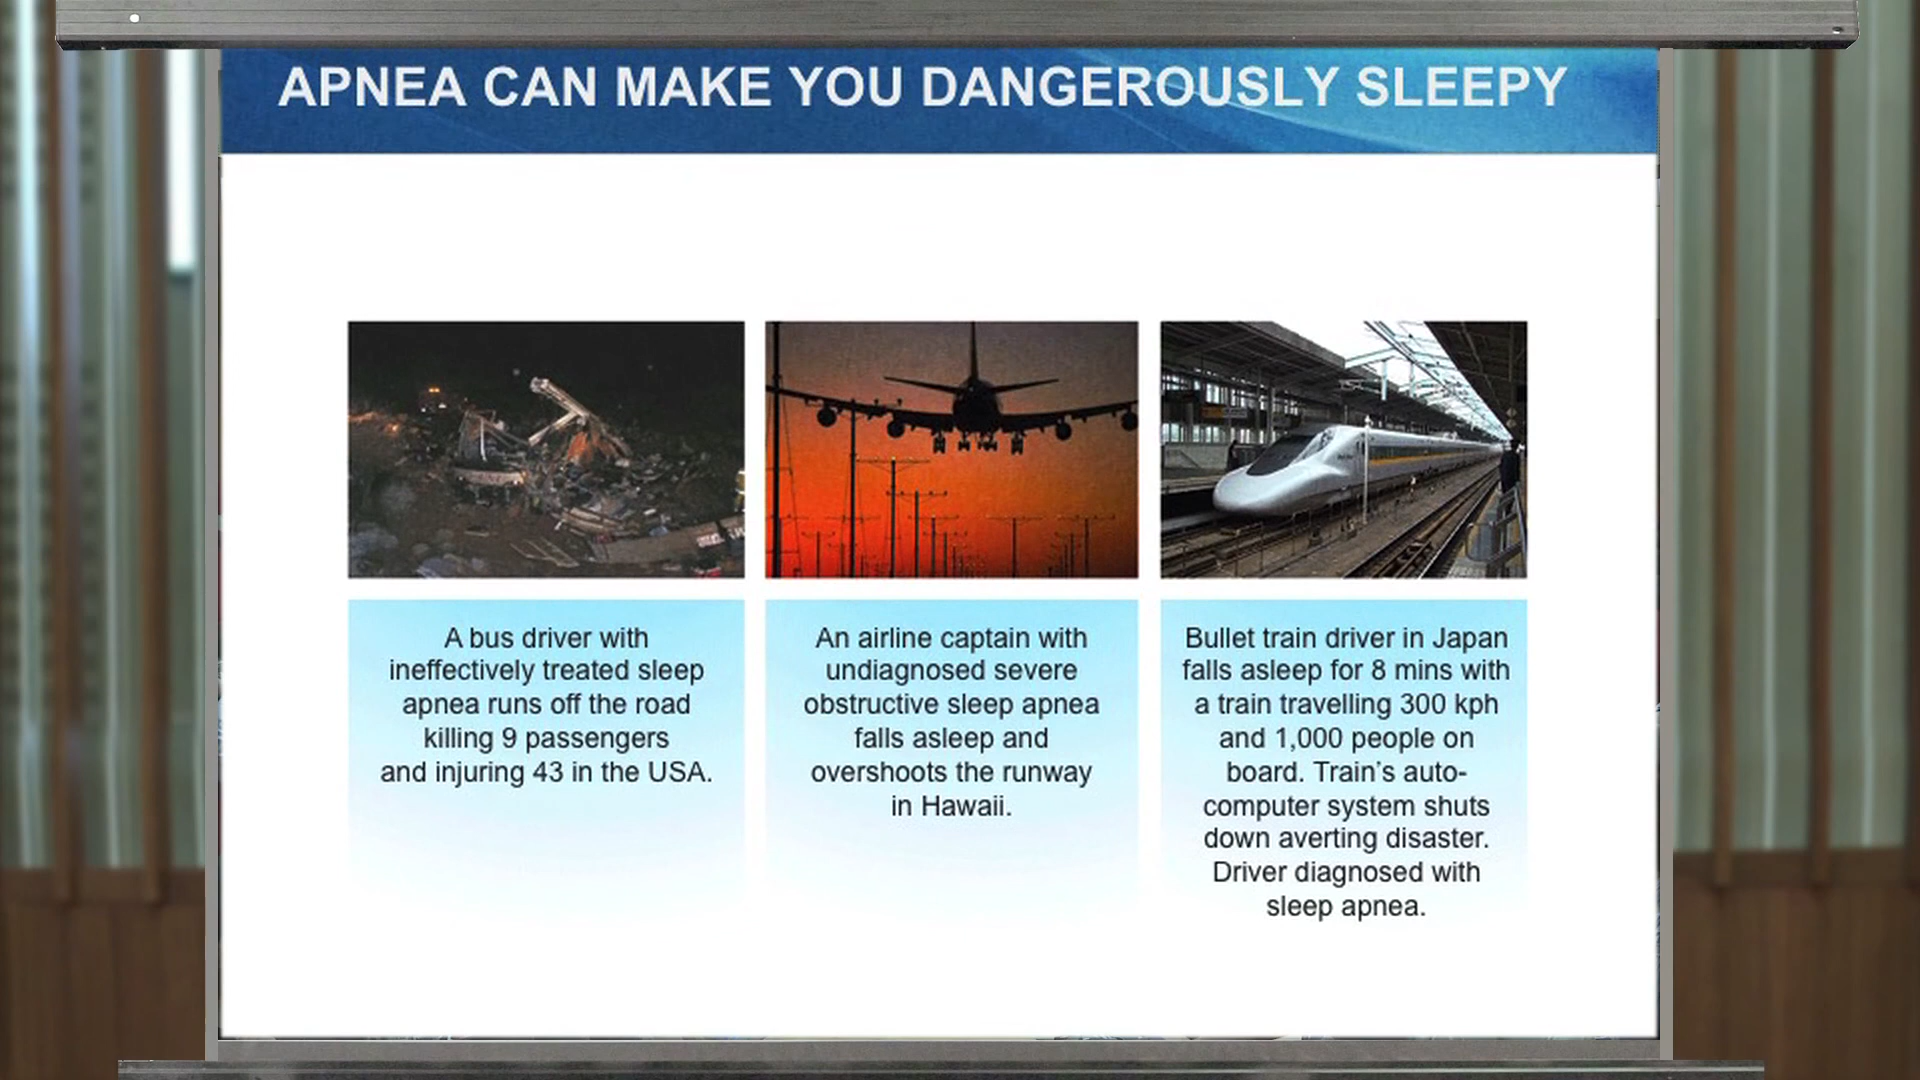 APNEA CAN MAKE YOU DANGEROUSLY SLEEPY
A bus driver with
ineffectively treated sleep
apnea runs off the road
killing 9 passengers
and injuring 43 in the USA.
An airline captain with
undiagnosed severe
obstructive sleep apnea
falls asleep and
overshoots the runway
in Hawaii.
Bullet train driver in Japan
falls asleep for 8 mins with
a train travelling 300 kph
and 1,000 people on
board. Train’s auto-
computer system shuts
down averting disaster.
Driver diagnosed with
sleep apnea.